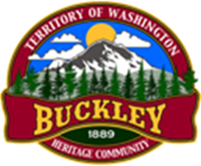 TERRITORY OF WASHINGTON
BUCKLEY
1889
HERITAGE COMMUNITY